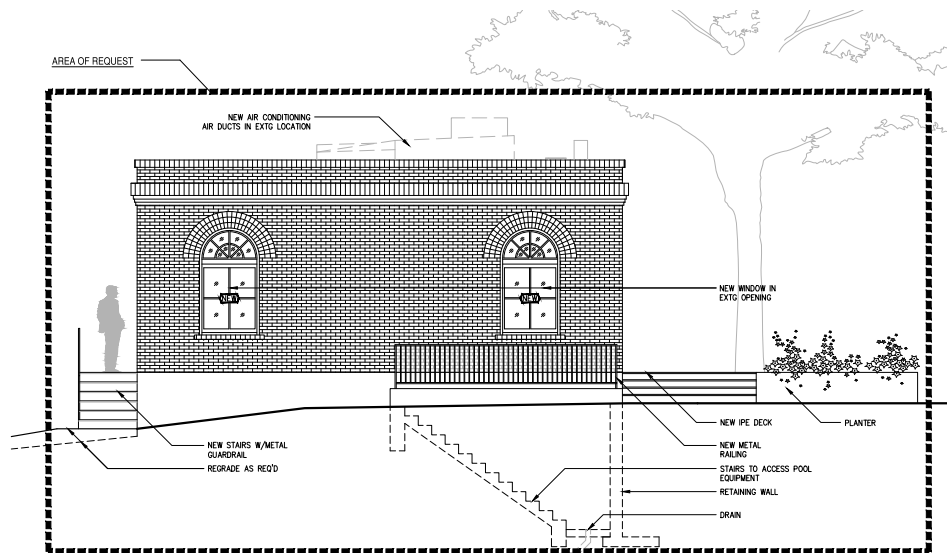 AREA OF REQUEST
NEW AIR CONDITIONING
AIR DUCTS IN EXTG LOCATION
NEW
NEW
NEW WINDOW IN
EXTG OPENING
NEW IPE DECK
PLANTER
NEW STAIRS W/METAL
GUARDRAIL
NEW METAL
RAILING
REGRADE AS REQ'D
STAIRS TO ACCESS POOL
EQUIPMENT
RETAINING WALL
DRAIN